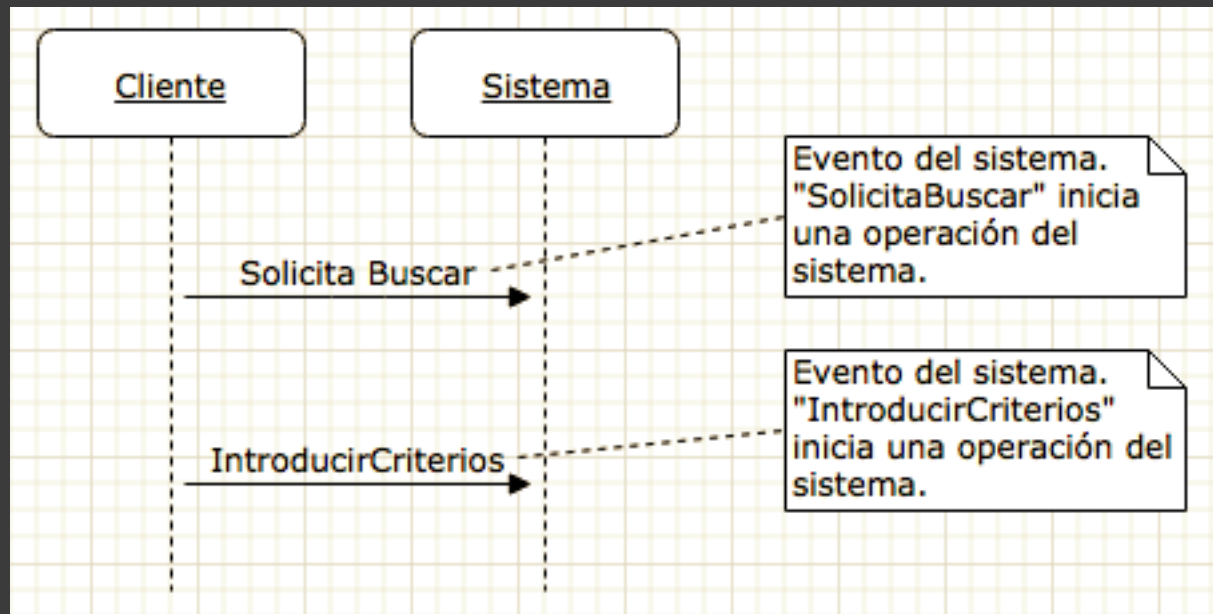 Cliente
Sistema
Evento del sistema.
"SolicitaBuscar" inicia
una operación del
sistema.
Solicita Buscar
Evento del sistema.
"IntroducirCriterios"
inicia una operación del
sistema.
IntroducirCriterios